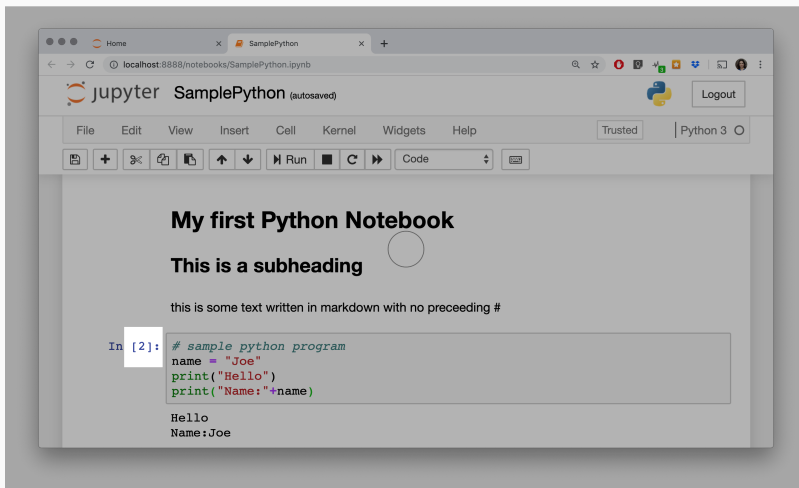 Home
SamplePython
localhost:8888/notebooks/SamplePython.ipynb
jupyter SamplePython (autosaved)
Logout
File Edit View Insert Cell Kernel Widgets Help
Trusted
Python 3
Run
Code
My first Python Notebook
This is a subheading
this is some text written in markdown with no preceeding #
In [2]: # sample python program
name = "Joe"
print("Hello")
print("Name:"+name)
Hello
Name:Joe